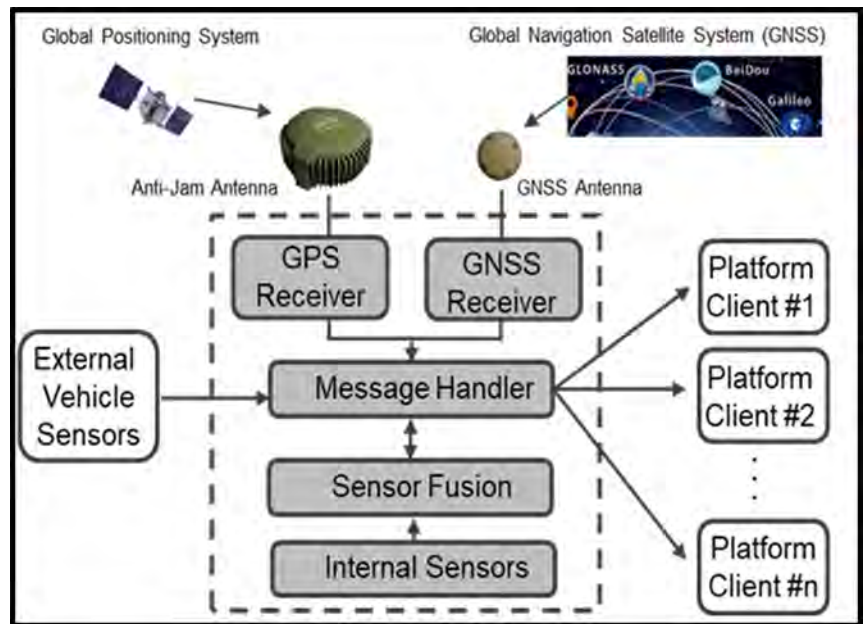 Global Positioning System
Global Navigation Satellite System (GNSS)
GLONASS
BeiDou
Galileo
Anti-Jam Antenna
GNSS Antenna
GPS
Receiver
GNSS
Receiver
Platform
Client #1
External
Vehicle
Sensors
Message Handler
Platform
Client #2
Sensor Fusion
Internal Sensors
Platform
Client #n